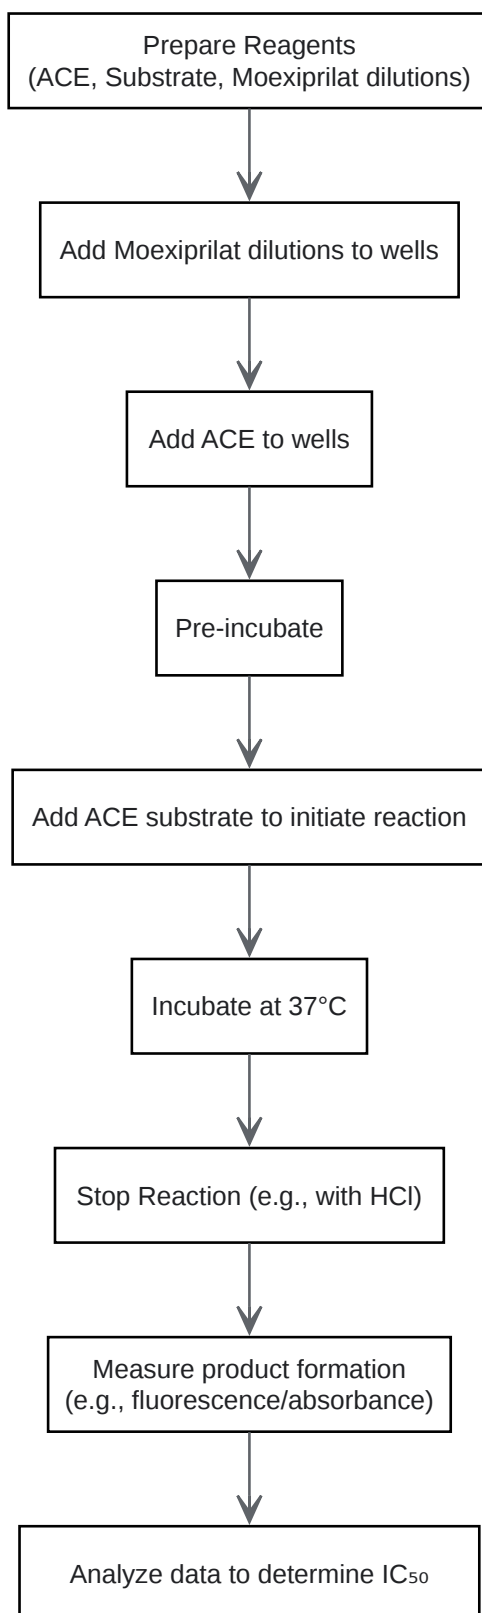 Prepare Reagents
(ACE, Substrate, Moexiprilat dilutions)
Add Moexiprilat dilutions to wells
Add ACE to wells
Pre-incubate
Add ACE substrate to initiate reaction
Incubate at 37°C
Stop Reaction (e.g., with HCl)
Measure product formation
(e.g., fluorescence/absorbance)
Analyze data to determine IC₅₀